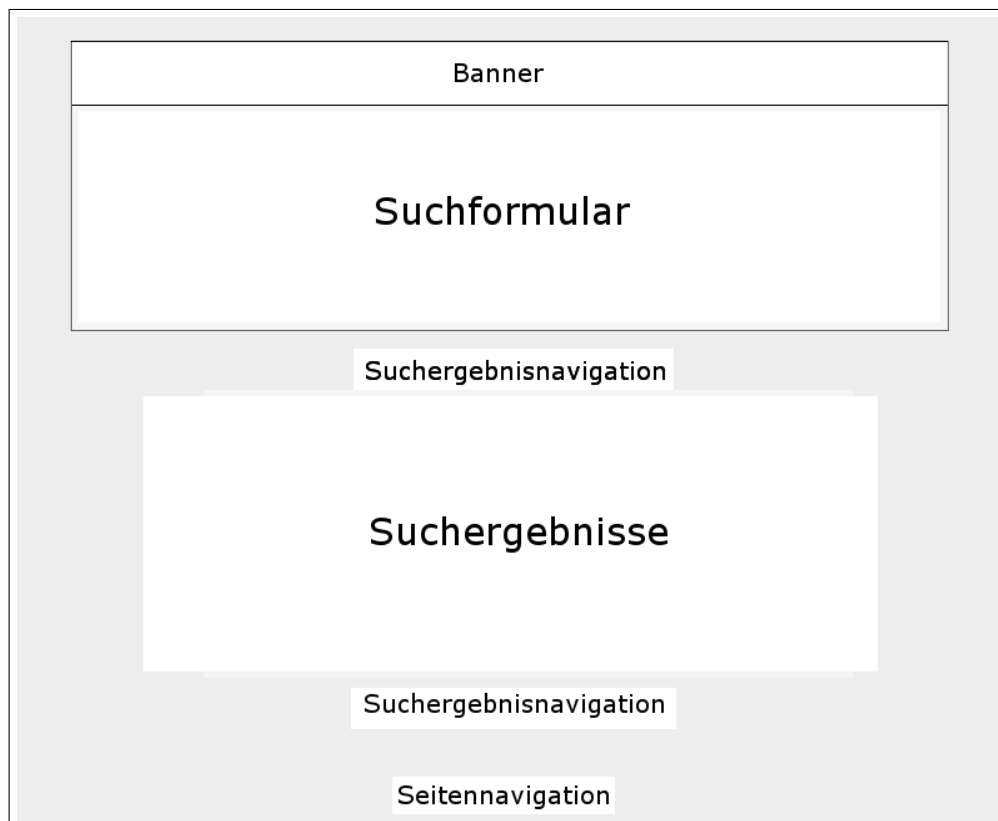 Banner
Suchformular
Suchergebnisnavigation
Suchergebnisse
Suchergebnisnavigation
Seitennavigation